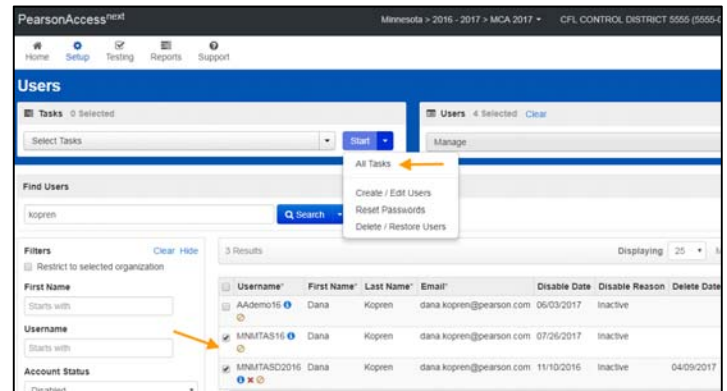 PearsonAccessnext
Minnesota > 2016 - 2017 > MCA 2017
CFL CONTROL DISTRICT 5555 (5555-
Home
Setup
Testing
Reports
Support
Users
Tasks 0 Selected
Users 4 Selected Clear
Select Tasks
Start
Manage
All Tasks
Create / Edit Users
Reset Passwords
Delete / Restore Users
Find Users
kopren
Search
Filters Clear Hide
3 Results
Displaying 25
Restrict to selected organization
First Name
Starts with
Username
Starts with
Account Status
Disabled
Username* First Name* Last Name* Email* Disable Date Disable Reason Delete Date
AAdemo16 Dana Kopren dana.kopren@pearson.com 06/03/2017 Inactive
MNMTAS16 Dana Kopren dana.kopren@pearson.com 07/26/2017 Inactive
MNMTASD2016 Dana Kopren dana.kopren@pearson.com 11/10/2016 Inactive 04/09/2017